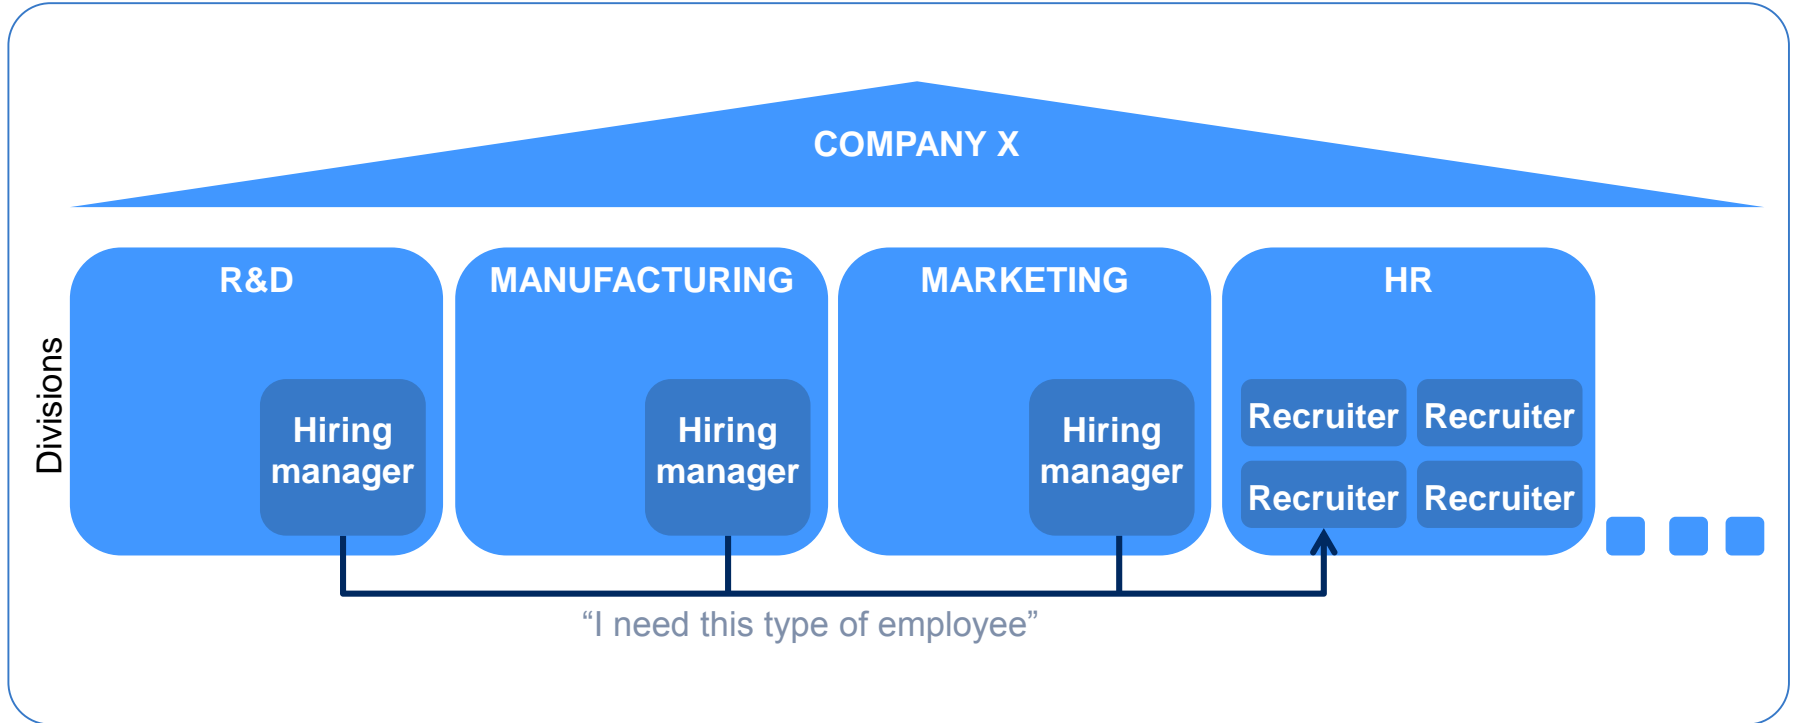 COMPANY X
Divisions
R&D
MANUFACTURING
MARKETING
HR
Hiring
manager
Hiring
manager
Hiring
manager
Recruiter
Recruiter
Recruiter
Recruiter
“I need this type of employee”